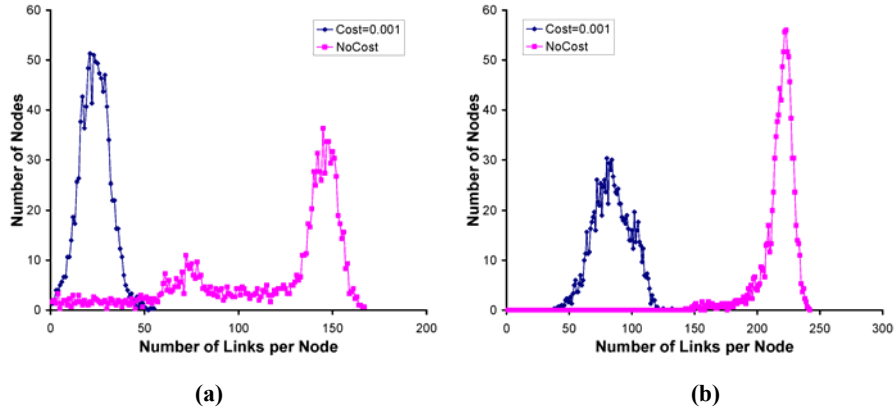 60
50
40
30
20
10
0
Number of Nodes
Cost=0.001
NoCost
0 50 100 150 200
Number of Links per Node
(a)
60
50
40
30
20
10
0
Number of Nodes
Cost=0.001
NoCost
0 50 100 150 200 250 300
Number of Links per Node
(b)